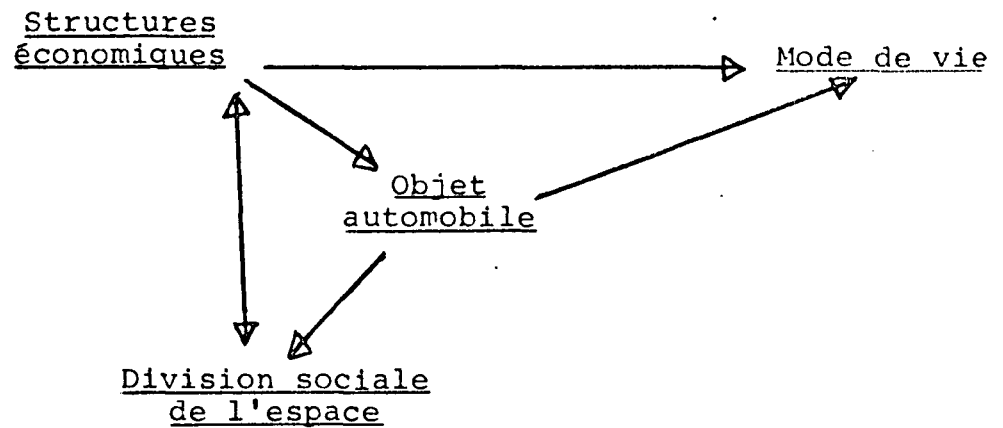 Structures
économiques
Mode de vie
Objet
automobile
Division sociale
de l'espace